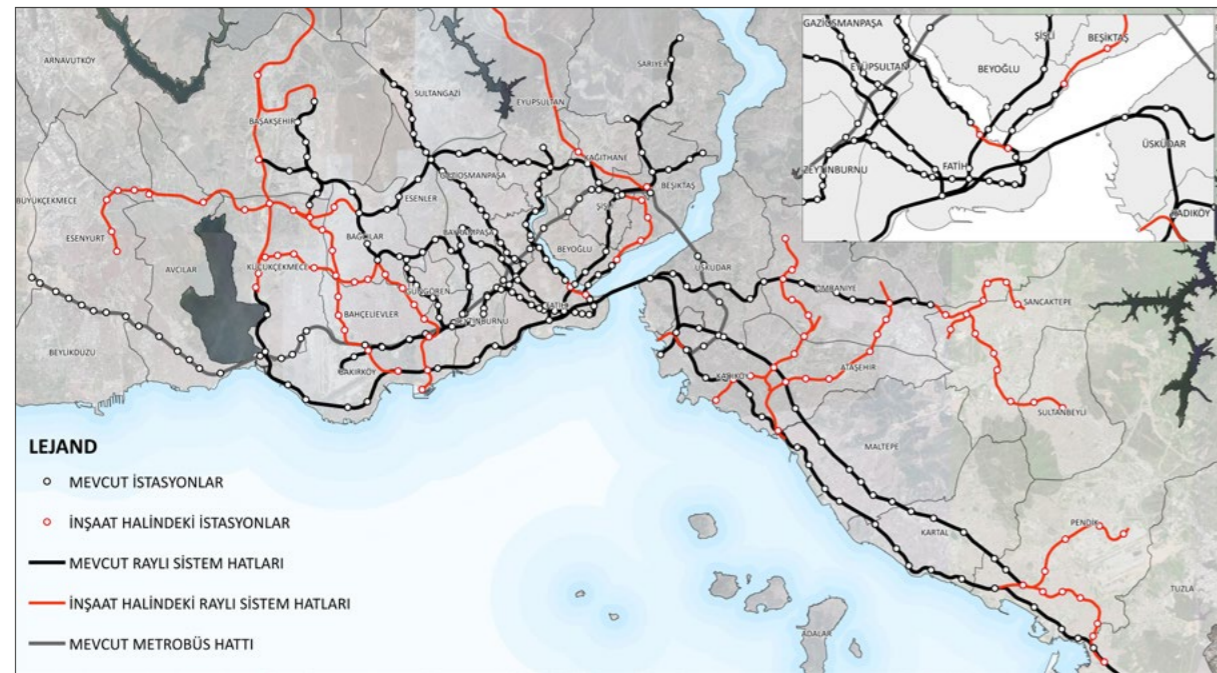 GAZİOSMANPAŞA
ŞİŞLİ
BEŞİKTAŞ
EYÜPSULTAN
BEYOĞLU
ZEYTİNBURNU
FATİH
ÜSKÜDAR
KADIKÖY
ARNAVUTKÖY
SARIYER
SULTANGAZİ
EYÜPSULTAN
BAŞAKŞEHİR
KAĞITHANE
GAZİOSMANPAŞA
BEŞİKTAŞ
BÜYÜKÇEKMECE
ESENLER
ŞİŞLİ
ESENYURT
BAĞCILAR
BAYRAMPAŞA
BEYOĞLU
AVCILAR
KÜÇÜKÇEKMECE
ÜSKÜDAR
ÜMRANİYE
GÜNGÖREN
FATİH
SANCAKTEPE
BAHÇELİEVLER
ZEYTİNBURNU
BEYLİKDÜZÜ
BAKIRKÖY
KADIKÖY
ATAŞEHİR
SULTANBEYLİ
MALTEPE
LEJAND
MEVCUT İSTASYONLAR
İNŞAAT HALİNDEKİ İSTASYONLAR
MEVCUT RAYLI SİSTEM HATLARI
İNŞAAT HALİNDEKİ RAYLI SİSTEM HATLARI
MEVCUT METROBÜS HATTI
KARTAL
PENDİK
TUZLA
ADALAR